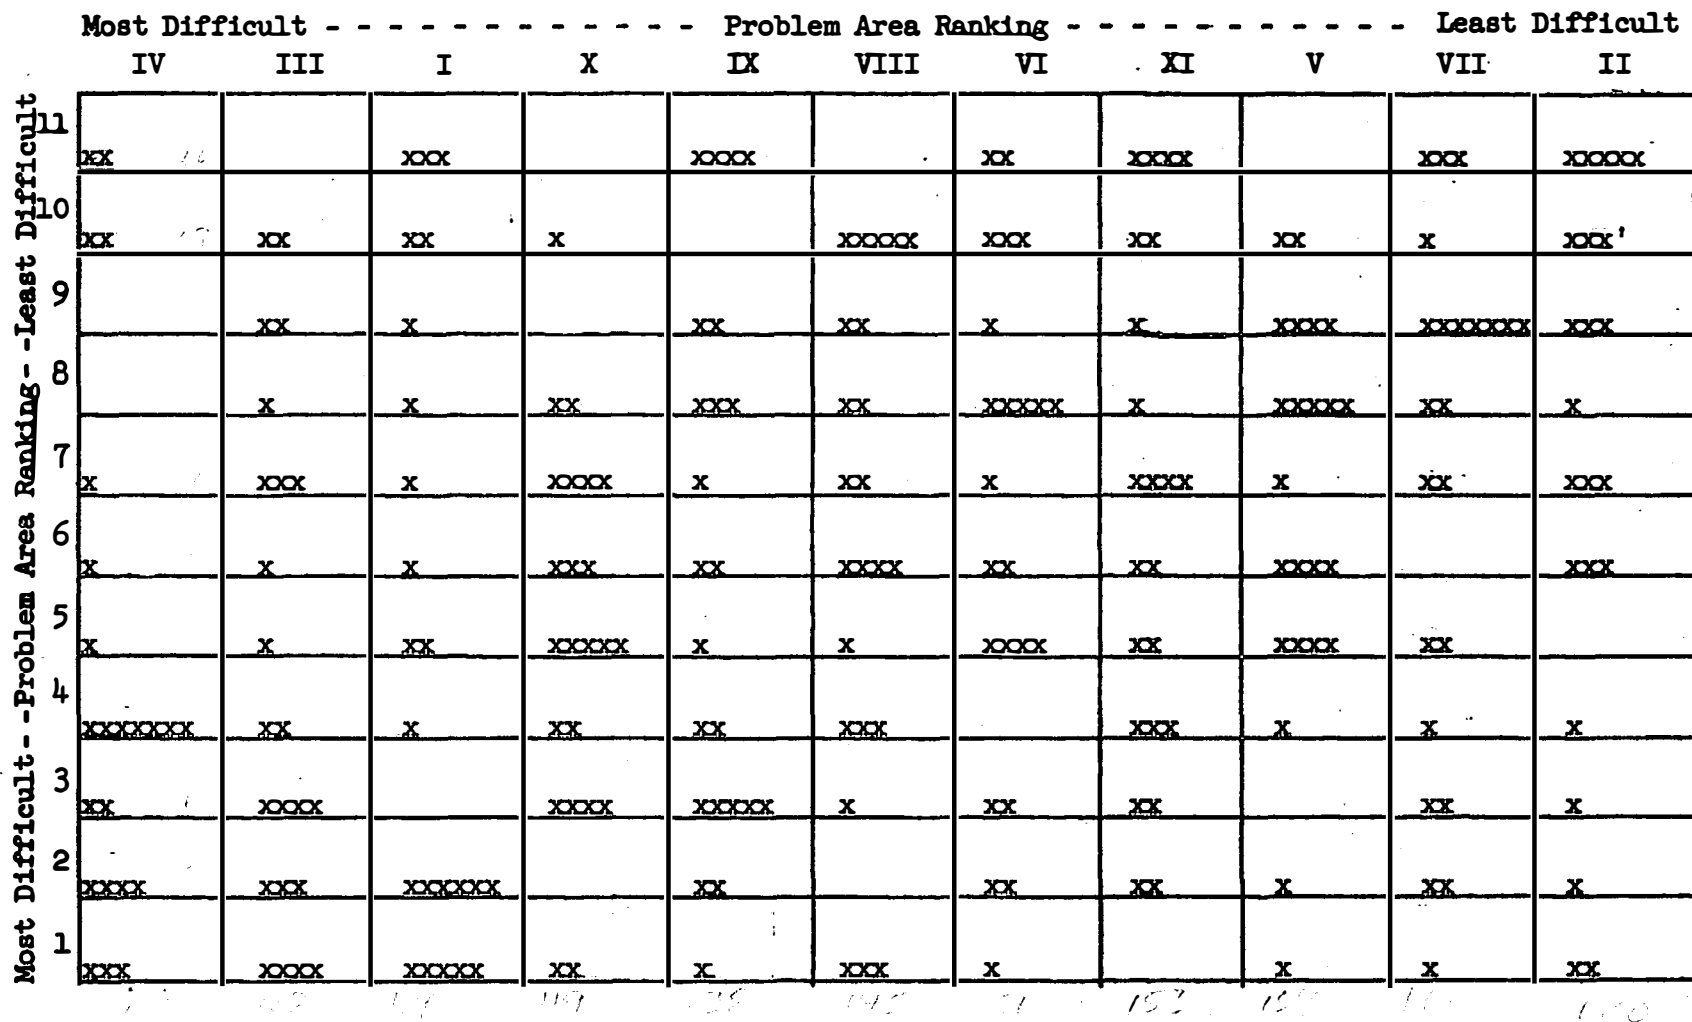 Most Difficult - - - - - - - - - - - - - Problem Area Ranking - - - - - - - - - - - - Least Difficult
IV III I X IX VIII VI XI V VII II
Most Difficult--Problem Area Ranking--Least Difficult
11 XX XXX XXXX XX XXXX XXX XXXXX
10 XX XX XX X XXXXX XXX XX XX X XXX
9 XX X XX XX X X XXXX XXXXXXX XXX
8 X X XX XXX XX XXXXX X XXXXX XX X
7 X XXX X XXXX X XX X XXXX X XX XXX
6 X X X XXX XX XXXX XX XX XXXX XXX
5 X X XX XXXXX X X XXXX XX XXXX XX
4 XXXXXXX XX X XX XX XXX XXX X X X
3 XX XXXX XXXX XXXXX X XX XX XX X
2 XXXX XXX XXXXXX XX XX XX X XX X
1 XXX XXXX XXXXX XX X XXX X X X XX